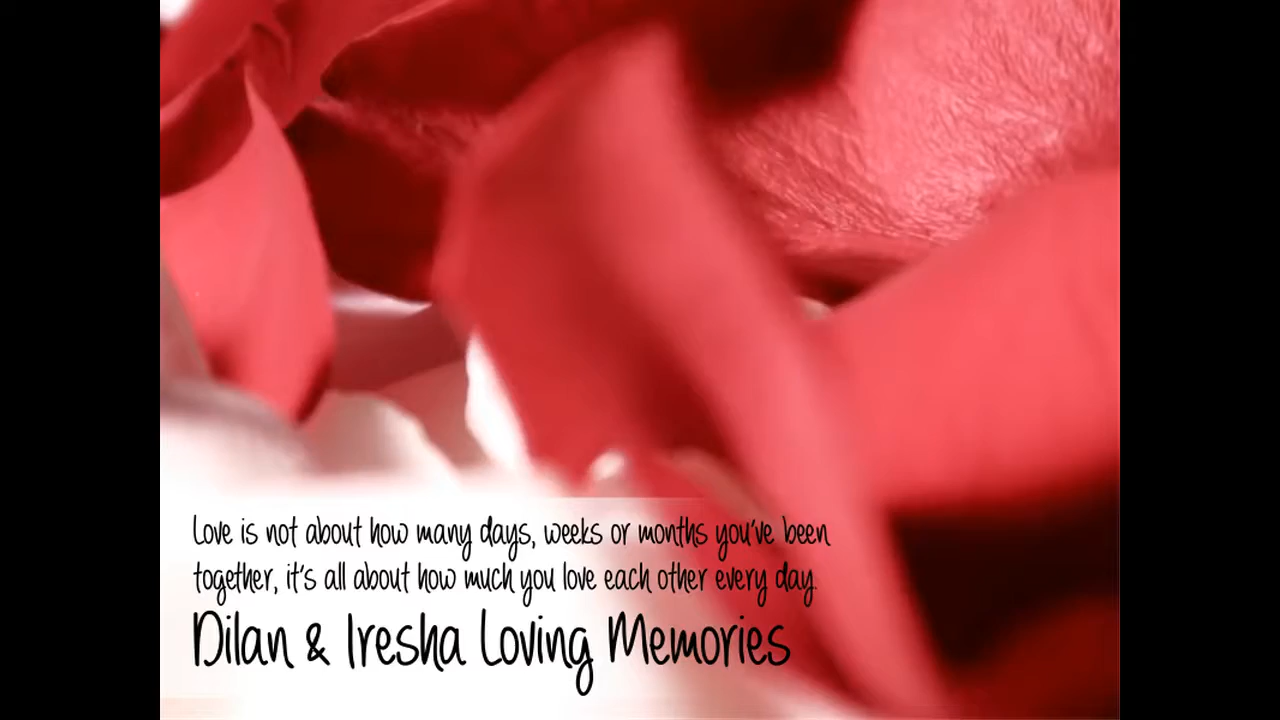 Love is not about how many days, weeks or months you've been
together, it's all about how much you love each other every day.
Dilan & Iresha Loving Memories